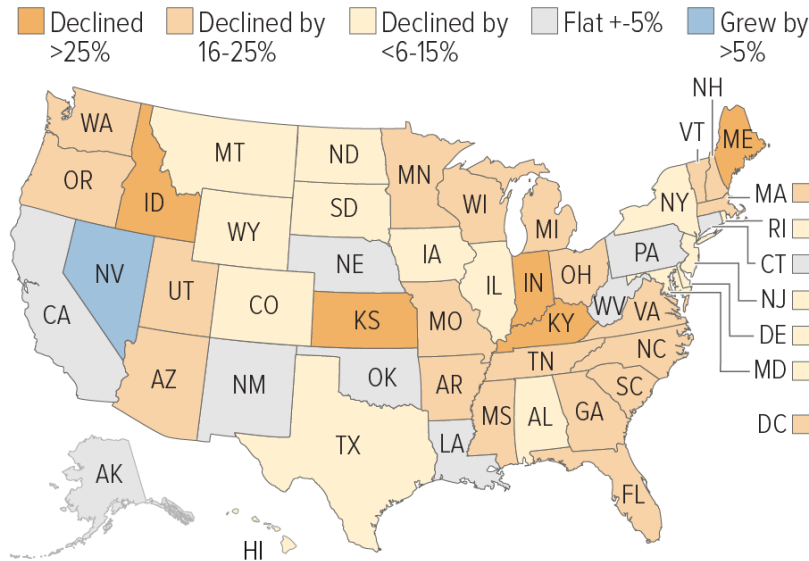 Declined Declined by Declined by Flat +-5% Grew by
>25% 16-25% <6-15% >5%
NH
WA VT ME
MT ND
OR MN MA
ID SD WI NY
WY MI RI
IA PA CT
NE
NV IL IN OH NJ
UT CO WV
CA KS MO KY VA DE
MD
TN NC
AZ NM OK AR SC
MS AL GA DC
TX LA
AK
FL
HI